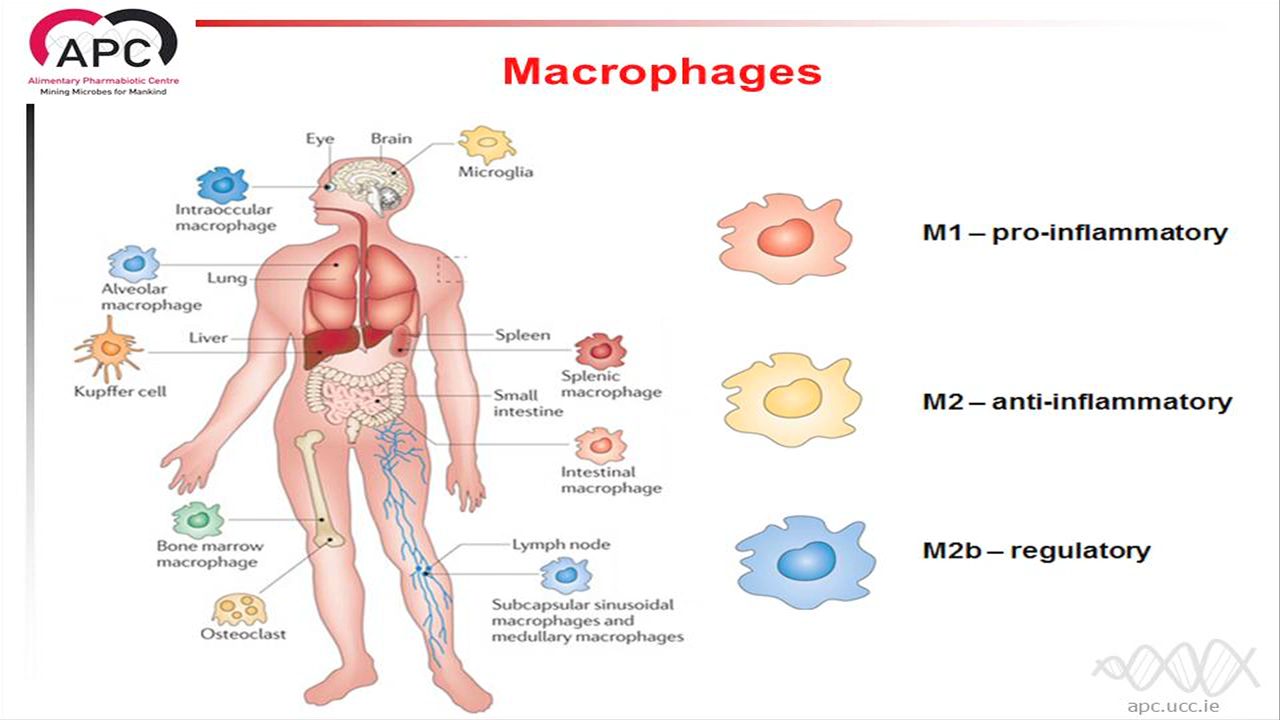 APC
Alimentary Pharmabiotic Centre
Mining Microbes for Mankind
Macrophages
Eye
Brain
Microglia
Intraoccular
macrophage
Alveolar
macrophage
Lung
Liver
Kupffer cell
Spleen
Splenic
macrophage
Small
intestine
Intestinal
macrophage
Bone marrow
macrophage
Osteoclast
Lymph node
Subcapsular sinusoidal
macrophages and
medullary macrophages
M1 – pro-inflammatory
M2 – anti-inflammatory
M2b – regulatory
apc.ucc.ie